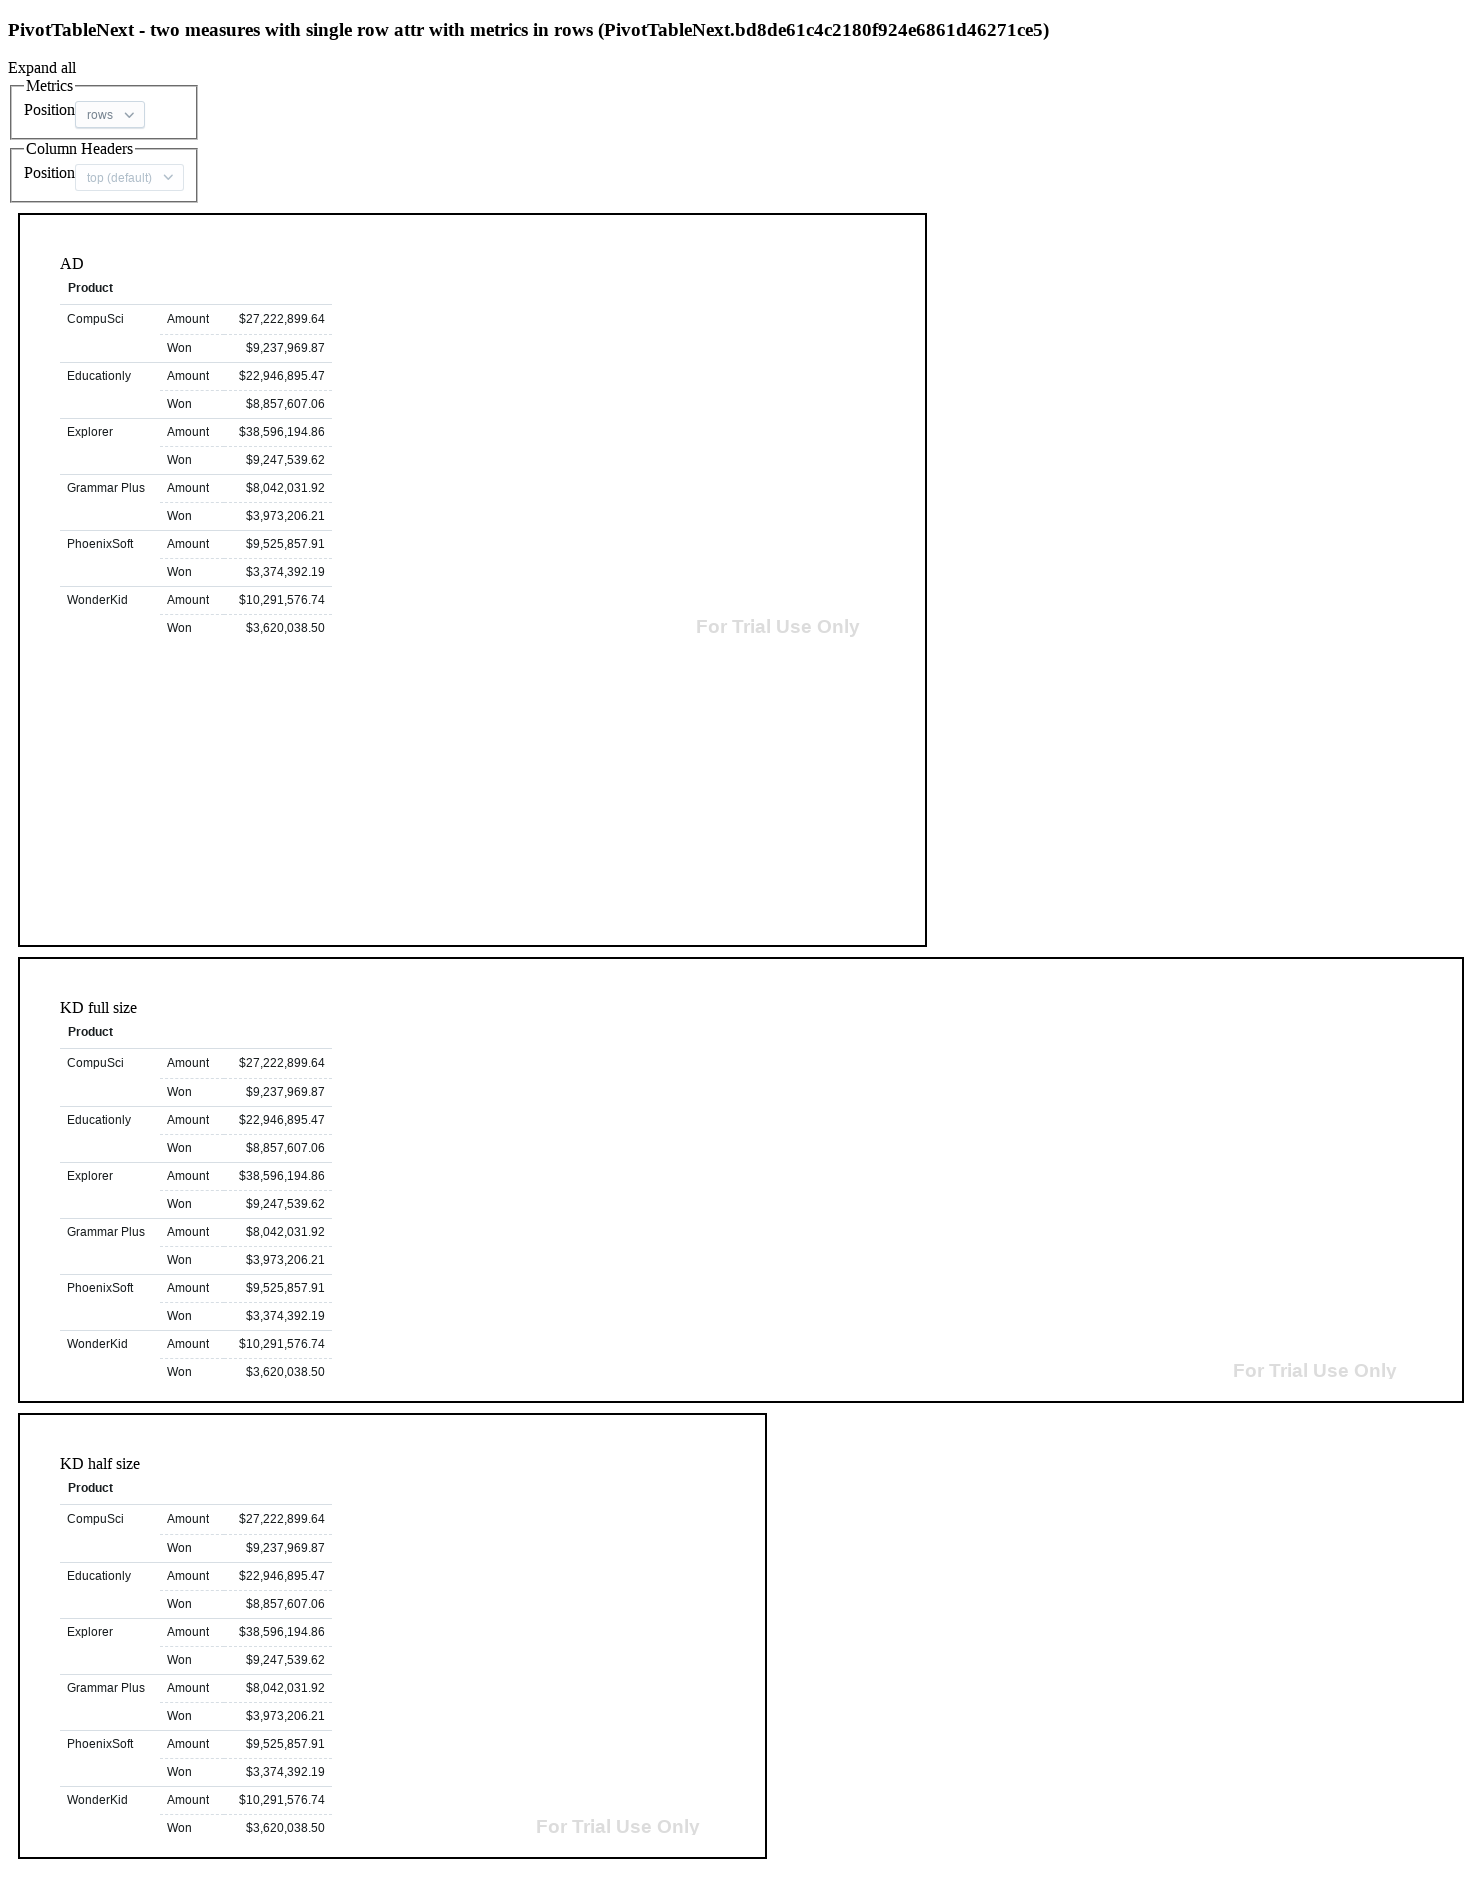 PivotTableNext - two measures with single row attr with metrics in rows (PivotTableNext.bd8de61c4c2180f924e6861d46271ce5)
Expand all
Metrics
Position rows
Column Headers
Position top (default)
AD
Product
CompuSci Amount $27,222,899.64
Won $9,237,969.87
Educationly Amount $22,946,895.47
Won $8,857,607.06
Explorer Amount $38,596,194.86
Won $9,247,539.62
Grammar Plus Amount $8,042,031.92
Won $3,973,206.21
PhoenixSoft Amount $9,525,857.91
Won $3,374,392.19
WonderKid Amount $10,291,576.74
Won $3,620,038.50
For Trial Use Only
KD full size
Product
CompuSci Amount $27,222,899.64
Won $9,237,969.87
Educationly Amount $22,946,895.47
Won $8,857,607.06
Explorer Amount $38,596,194.86
Won $9,247,539.62
Grammar Plus Amount $8,042,031.92
Won $3,973,206.21
PhoenixSoft Amount $9,525,857.91
Won $3,374,392.19
WonderKid Amount $10,291,576.74
Won $3,620,038.50
For Trial Use Only
KD half size
Product
CompuSci Amount $27,222,899.64
Won $9,237,969.87
Educationly Amount $22,946,895.47
Won $8,857,607.06
Explorer Amount $38,596,194.86
Won $9,247,539.62
Grammar Plus Amount $8,042,031.92
Won $3,973,206.21
PhoenixSoft Amount $9,525,857.91
Won $3,374,392.19
WonderKid Amount $10,291,576.74
Won $3,620,038.50
For Trial Use Only